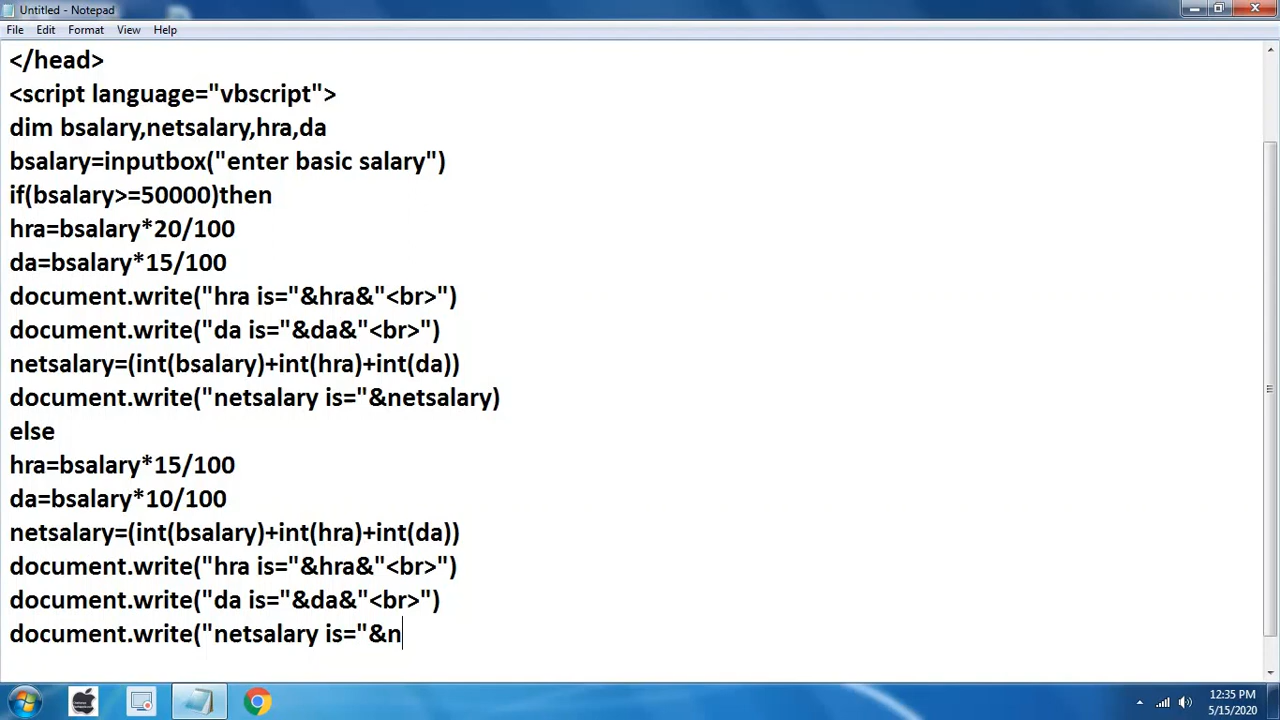 Untitled - Notepad
File Edit Format View Help
</head>
<script language="vbscript">
dim bsalary,netsalary,hra,da
bsalary=inputbox("enter basic salary")
if(bsalary>=50000)then
hra=bsalary*20/100
da=bsalary*15/100
document.write("hra is="&hra&"<br>")
document.write("da is="&da&"<br>")
netsalary=(int(bsalary)+int(hra)+int(da))
document.write("netsalary is="&netsalary)
else
hra=bsalary*15/100
da=bsalary*10/100
netsalary=(int(bsalary)+int(hra)+int(da))
document.write("hra is="&hra&"<br>")
document.write("da is="&da&"<br>")
document.write("netsalary is="&n
12:35 PM
5/15/2020